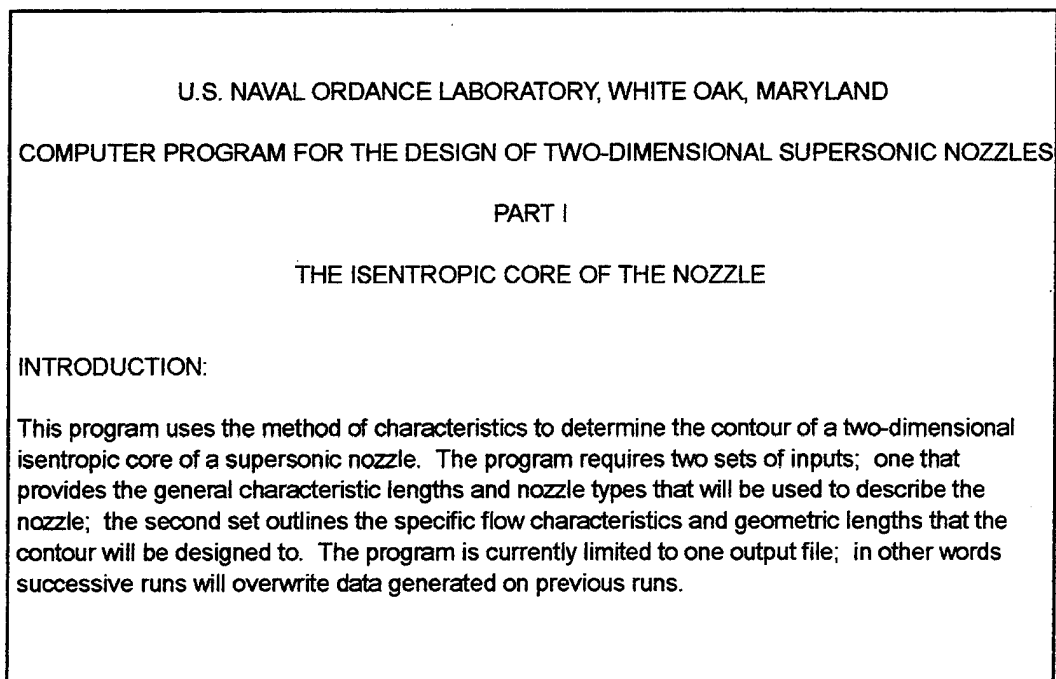 U.S. NAVAL ORDANCE LABORATORY, WHITE OAK, MARYLAND
COMPUTER PROGRAM FOR THE DESIGN OF TWO-DIMENSIONAL SUPERSONIC NOZZLES
PART I
THE ISENTROPIC CORE OF THE NOZZLE
INTRODUCTION:
This program uses the method of characteristics to determine the contour of a two-dimensional
isentropic core of a supersonic nozzle. The program requires two sets of inputs; one that
provides the general characteristic lengths and nozzle types that will be used to describe the
nozzle; the second set outlines the specific flow characteristics and geometric lengths that the
contour will be designed to. The program is currently limited to one output file; in other words
successive runs will overwrite data generated on previous runs.